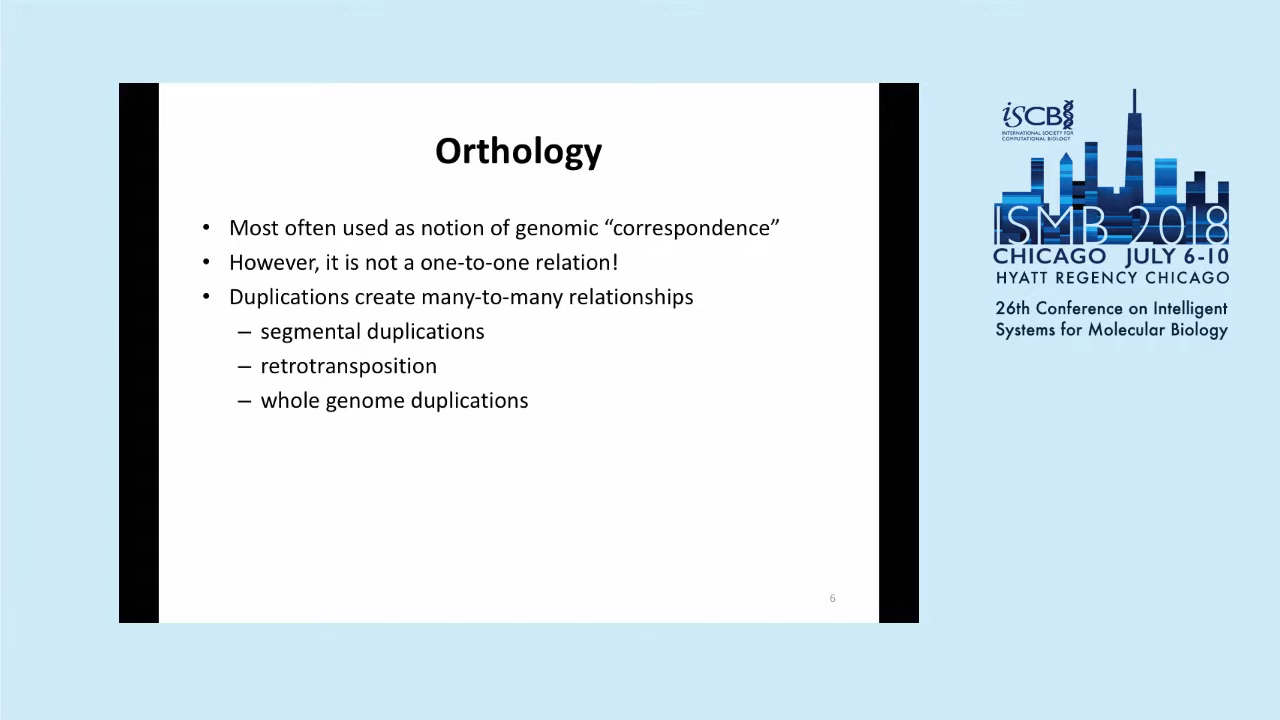 Orthology
• Most often used as notion of genomic “correspondence”
• However, it is not a one-to-one relation!
• Duplications create many-to-many relationships
– segmental duplications
– retrotransposition
– whole genome duplications
6
iSCB
INTERNATIONAL SOCIETY FOR
COMPUTATIONAL BIOLOGY
ISMB 2018
CHICAGO JULY 6-10
HYATT REGENCY CHICAGO
26th Conference on Intelligent
Systems for Molecular Biology